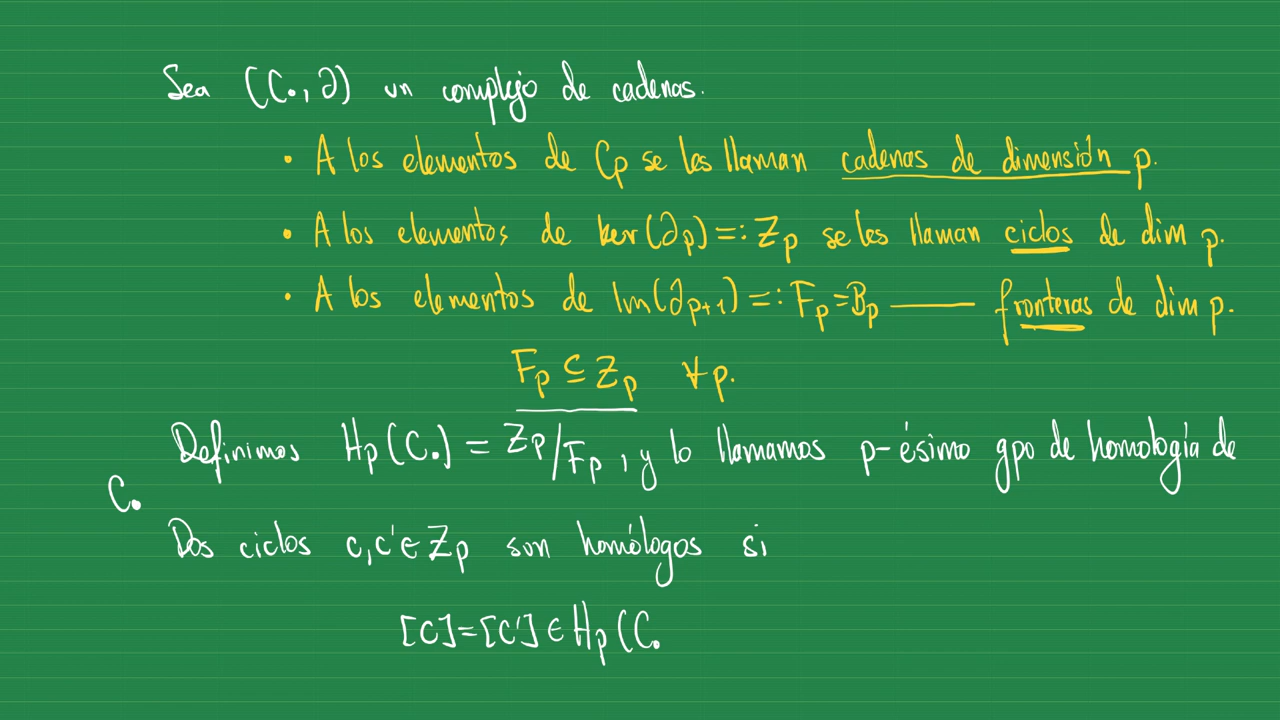 Sea (C•, ∂) un complejo de cadenas.
• A los elementos de Cp se les llaman cadenas de dimensión p.
• A los elementos de ker(∂p) =: Zp se les llaman ciclos de dim p.
• A los elementos de Im(∂p+1) =: Fp = Bp —— fronteras de dim p.
Fp ⊆ Zp ∀p.
Definimos Hp(C•) = Zp/Fp, y lo llamamos p-ésimo gpo de homología de
C•
Dos ciclos c, c' ∈ Zp son homólogos si
[c] = [c'] ∈ Hp(C•